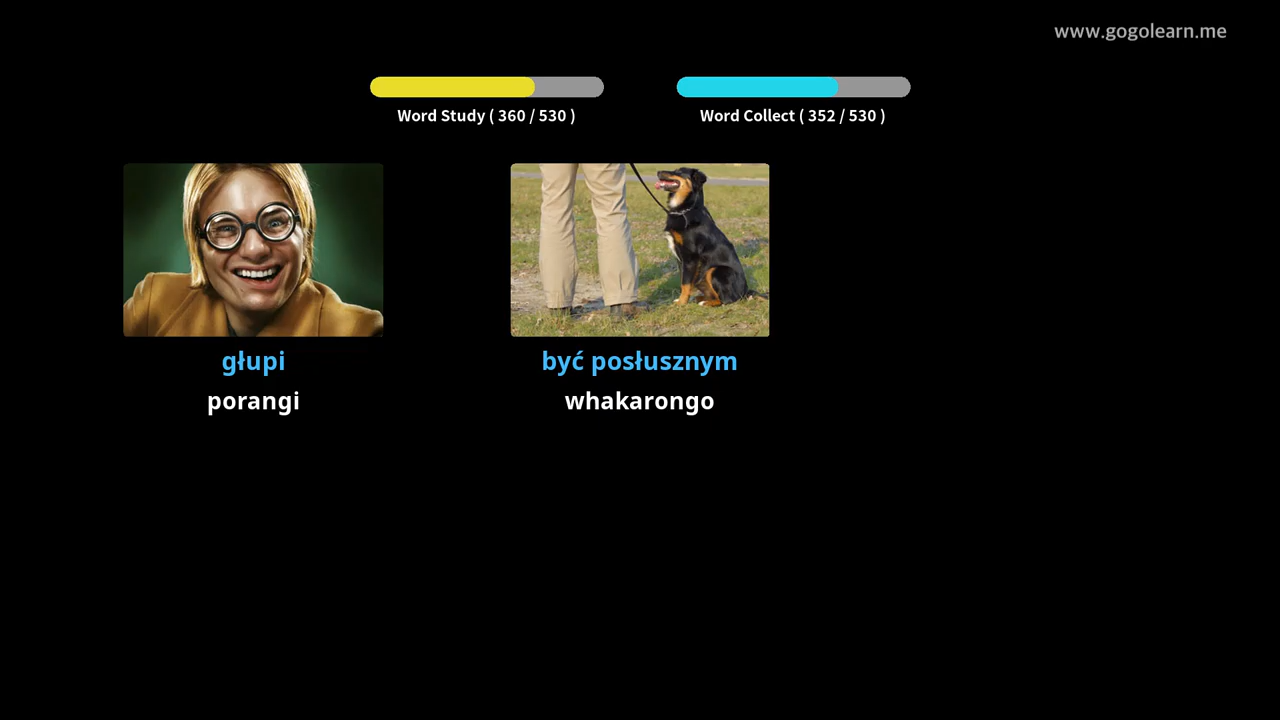 www.gogolearn.me
Word Study ( 360 / 530 )
Word Collect ( 352 / 530 )
głupi
być posłusznym
porangi
whakarongo